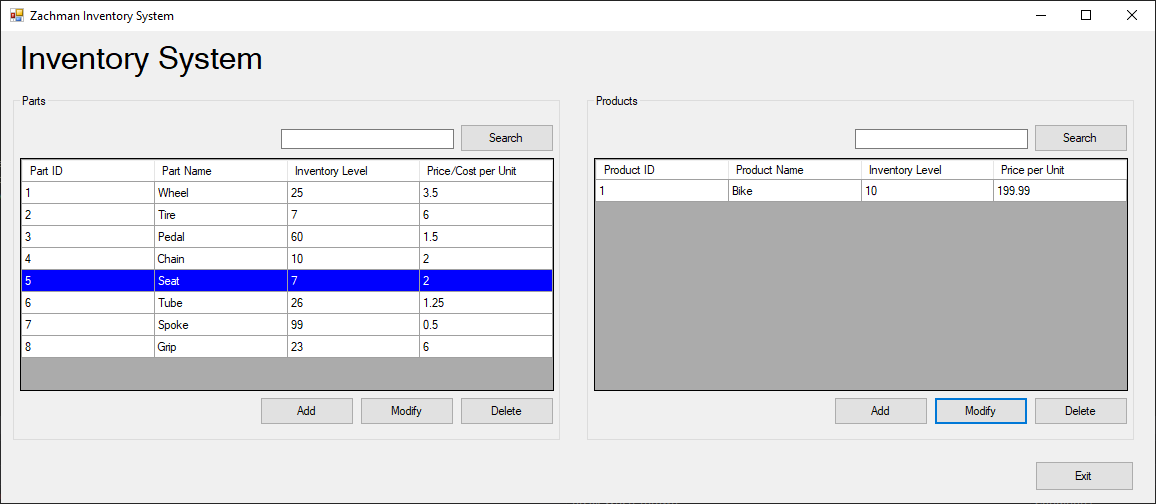 Zachman Inventory System
Inventory System
Parts
Search
Part ID Part Name Inventory Level Price/Cost per Unit
1 Wheel 25 3.5
2 Tire 7 6
3 Pedal 60 1.5
4 Chain 10 2
5 Seat 7 2
6 Tube 26 1.25
7 Spoke 99 0.5
8 Grip 23 6
Add Modify Delete
Products
Search
Product ID Product Name Inventory Level Price per Unit
1 Bike 10 199.99
Add Modify Delete
Exit